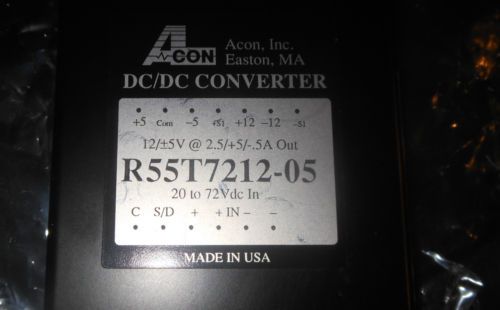 ACON
Acon, Inc.
Easton, MA
DC/DC CONVERTER
+5 Com −5 +S1 +12 −12 −S1
12/±5V @ 2.5/+5/-.5A Out
R55T7212-05
20 to 72Vdc In
C S/D + + IN − −
MADE IN USA